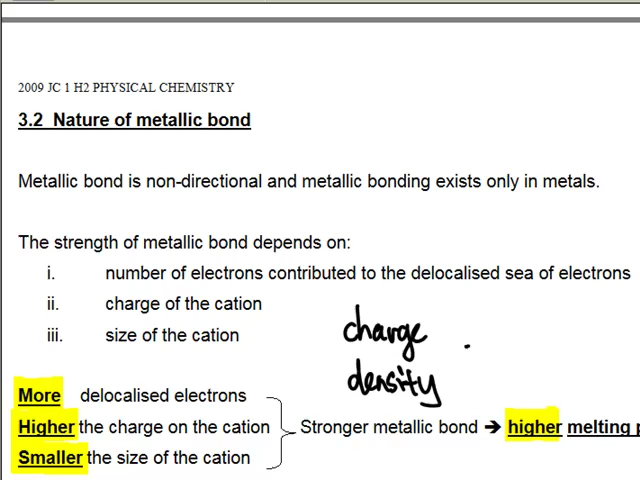 2009 JC 1 H2 PHYSICAL CHEMISTRY
3.2 Nature of metallic bond
Metallic bond is non-directional and metallic bonding exists only in metals.
The strength of metallic bond depends on:
i. number of electrons contributed to the delocalised sea of electrons
ii. charge of the cation
iii. size of the cation
charge
density
More delocalised electrons
Higher the charge on the cation
Smaller the size of the cation
Stronger metallic bond ➔ higher melting p